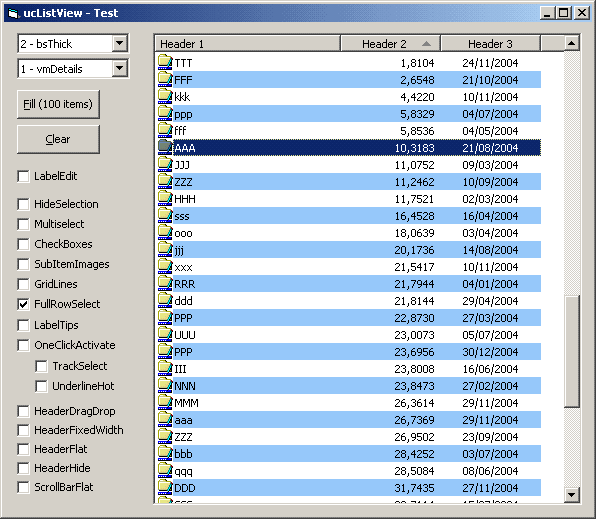 ucListView - Test
2 - bsThick
1 - vmDetails
Fill (100 items)
Clear
LabelEdit
HideSelection
Multiselect
CheckBoxes
SubItemImages
GridLines
FullRowSelect
LabelTips
OneClickActivate
TrackSelect
UnderlineHot
HeaderDragDrop
HeaderFixedWidth
HeaderFlat
HeaderHide
ScrollBarFlat
Header 1 Header 2 Header 3
TTT 1,8104 24/11/2004
FFF 2,6548 21/10/2004
kkk 4,4220 10/11/2004
ppp 5,8329 04/07/2004
fff 5,8536 04/05/2004
AAA 10,3183 21/08/2004
JJJ 11,0752 09/03/2004
ZZZ 11,2462 10/09/2004
HHH 11,7521 02/03/2004
sss 16,4528 16/04/2004
ooo 18,0639 03/04/2004
jjj 20,1736 14/08/2004
xxx 21,5417 10/11/2004
RRR 21,7944 04/01/2004
ddd 21,8144 29/04/2004
PPP 22,8730 27/03/2004
UUU 23,0073 05/07/2004
PPP 23,6956 30/12/2004
III 23,8008 16/06/2004
NNN 23,8473 27/02/2004
MMM 26,3614 29/11/2004
aaa 26,7369 29/11/2004
ZZZ 26,9502 23/09/2004
bbb 28,4252 03/07/2004
qqq 28,5084 08/06/2004
DDD 31,7435 27/11/2004